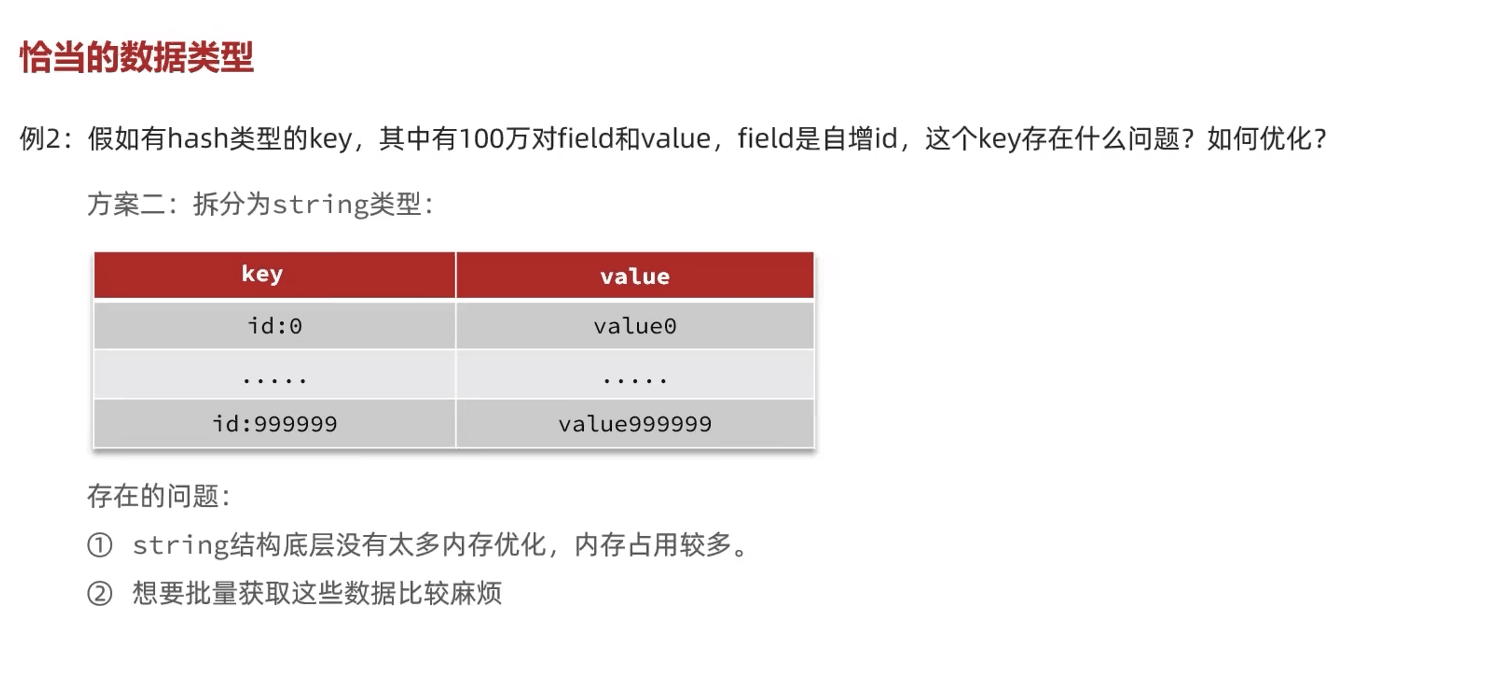 恰当的数据类型
例2：假如有hash类型的key，其中有100万对field和value，field是自增id，这个key存在什么问题？如何优化？
方案二：拆分为string类型：
key value
id:0 value0
..... .....
id:999999 value999999
存在的问题：
① string结构底层没有太多内存优化，内存占用较多。
② 想要批量获取这些数据比较麻烦